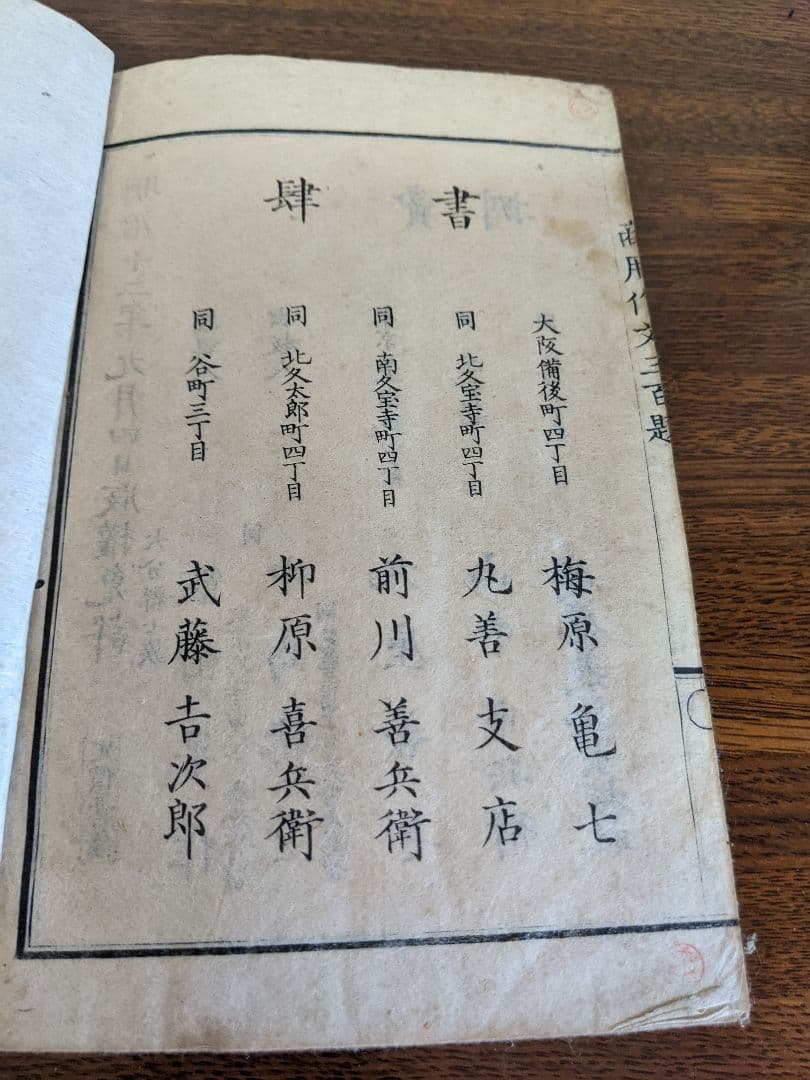 書肆
大阪備後町四丁目 梅原亀七
同 北久宝寺町四丁目 丸善支店
同 南久宝寺町四丁目 前川善兵衛
同 北久太郎町四丁目 柳原喜兵衛
同 谷町三丁目 武藤吉次郎
商用作文三百題